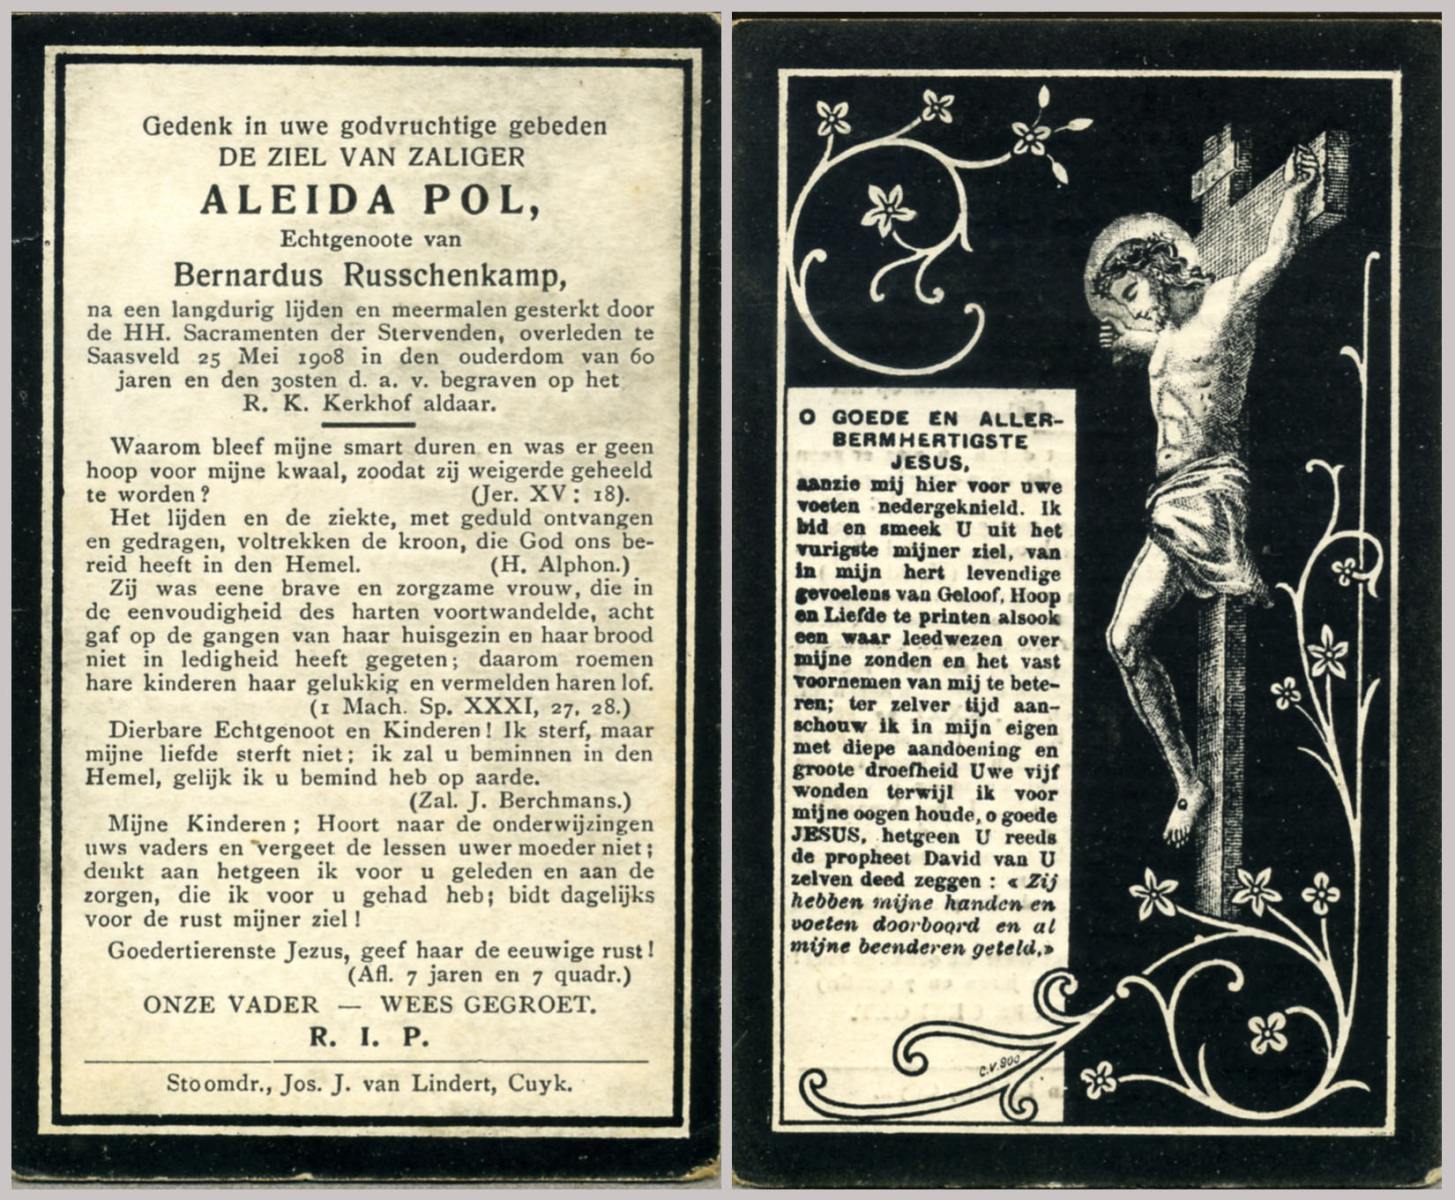 Gedenk in uwe godvruchtige gebeden
DE ZIEL VAN ZALIGER
ALEIDA POL,
Echtgenoote van
Bernardus Russchenkamp,
na een langdurig lijden en meermalen gesterkt door
de HH. Sacramenten der Stervenden, overleden te
Saasveld 25 Mei 1908 in den ouderdom van 60
jaren en den 30sten d. a. v. begraven op het
R. K. Kerkhof aldaar.
Waarom bleef mijne smart duren en was er geen
hoop voor mijne kwaal, zoodat zij weigerde geheeld
te worden? (Jer. XV: 18).
Het lijden en de ziekte, met geduld ontvangen
en gedragen, voltrekken de kroon, die God ons be-
reid heeft in den Hemel. (H. Alphon.)
Zij was eene brave en zorgzame vrouw, die in
de eenvoudigheid des harten voortwandelde, acht
gaf op de gangen van haar huisgezin en haar brood
niet in ledigheid heeft gegeten; daarom roemen
hare kinderen haar gelukkig en vermelden haren lof.
(1 Mach. Sp. XXXI, 27, 28.)
Dierbare Echtgenoot en Kinderen! Ik sterf, maar
mijne liefde sterft niet; ik zal u beminnen in den
Hemel, gelijk ik u bemind heb op aarde.
(Zal. J. Berchmans.)
Mijne Kinderen; Hoort naar de onderwijzingen
uws vaders en vergeet de lessen uwer moeder niet;
denkt aan hetgeen ik voor u geleden en aan de
zorgen, die ik voor u gehad heb; bidt dagelijks
voor de rust mijner ziel!
Goedertierenste Jezus, geef haar de eeuwige rust!
(Afl. 7 jaren en 7 quadr.)
ONZE VADER — WEES GEGROET.
R. I. P.
Stoomdr., Jos. J. van Lindert, Cuyk.
O GOEDE EN ALLER-
BERMHERTIGSTE
JESUS,
aanzie mij hier voor uwe
voeten nedergeknield. Ik
bid en smeek U uit het
vurigste mijner ziel, van
in mijn hert levendige
gevoelens van Geloof, Hoop
en Liefde te printen alsook
een waar leedwezen over
mijne zonden en het vast
voornemen van mij te bete-
ren; ter zelver tijd aan-
schouw ik in mijn eigen
met diepe aandoening en
groote droefheid Uwe vijf
wonden terwijl ik voor
mijne oogen houde, o goede
JESUS, hetgeen U reeds
de propheet David van U
zelven deed zeggen : « Zij
hebben mijne handen en
voeten doorboord en al
mijne beenderen geteld.»
C.V. 900